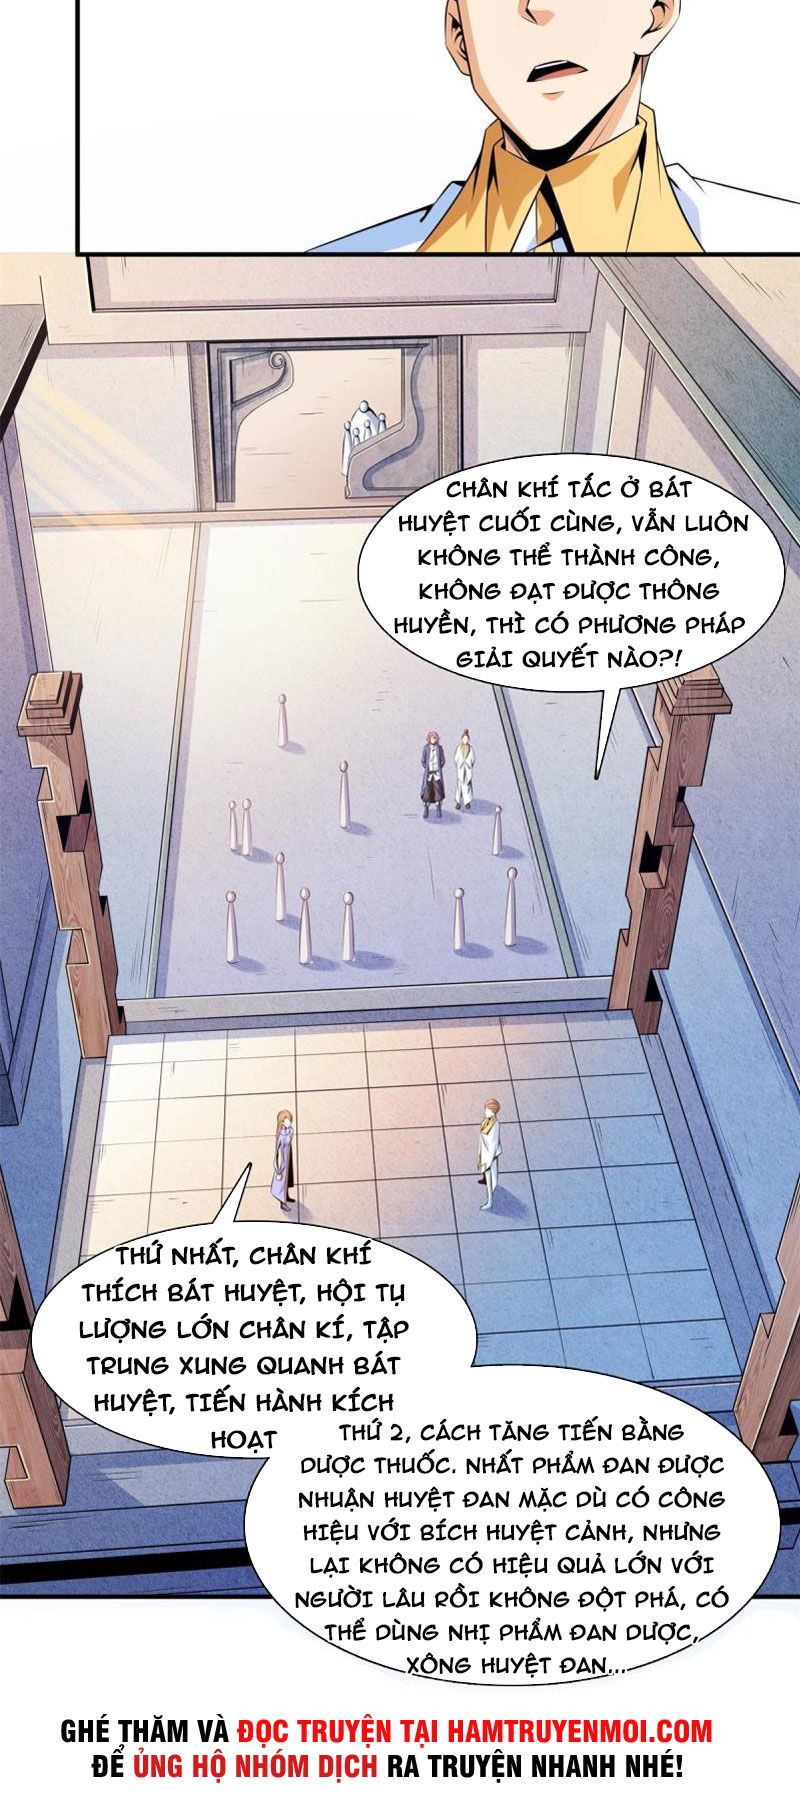 CHÂN KHÍ TẮC Ở BÁT
HUYỆT CUỐI CÙNG, VẪN LUÔN
KHÔNG THỂ THÀNH CÔNG,
KHÔNG ĐẠT ĐƯỢC THÔNG
HUYỀN, THÌ CÓ PHƯƠNG PHÁP
GIẢI QUYẾT NÀO?!
THỨ NHẤT, CHÂN KHÍ
THÍCH BÁT HUYỆT, HỘI TỤ
LƯỢNG LỚN CHÂN KÍ, TẬP
TRUNG XUNG QUANH BÁT
HUYỆT, TIẾN HÀNH KÍCH
HOẠT
THỨ 2, CÁCH TĂNG TIẾN BẰNG
DƯỢC THUỐC. NHẤT PHẨM ĐAN ĐƯỢC
NHUẬN HUYỆT ĐAN MẶC DÙ CÓ CÔNG
HIỆU VỚI BÍCH HUYỆT CẢNH, NHƯNG
LẠI KHÔNG CÓ HIỆU QUẢ LỚN VỚI
NGƯỜI LÂU RỒI KHÔNG ĐỘT PHÁ, CÓ
THỂ DÙNG NHỊ PHẨM ĐAN DƯỢC,
XÔNG HUYỆT ĐAN...
GHÉ THĂM VÀ ĐỌC TRUYỆN TẠI HAMTRUYENMOI.COM
ĐỂ ỦNG HỘ NHÓM DỊCH RA TRUYỆN NHANH NHÉ!